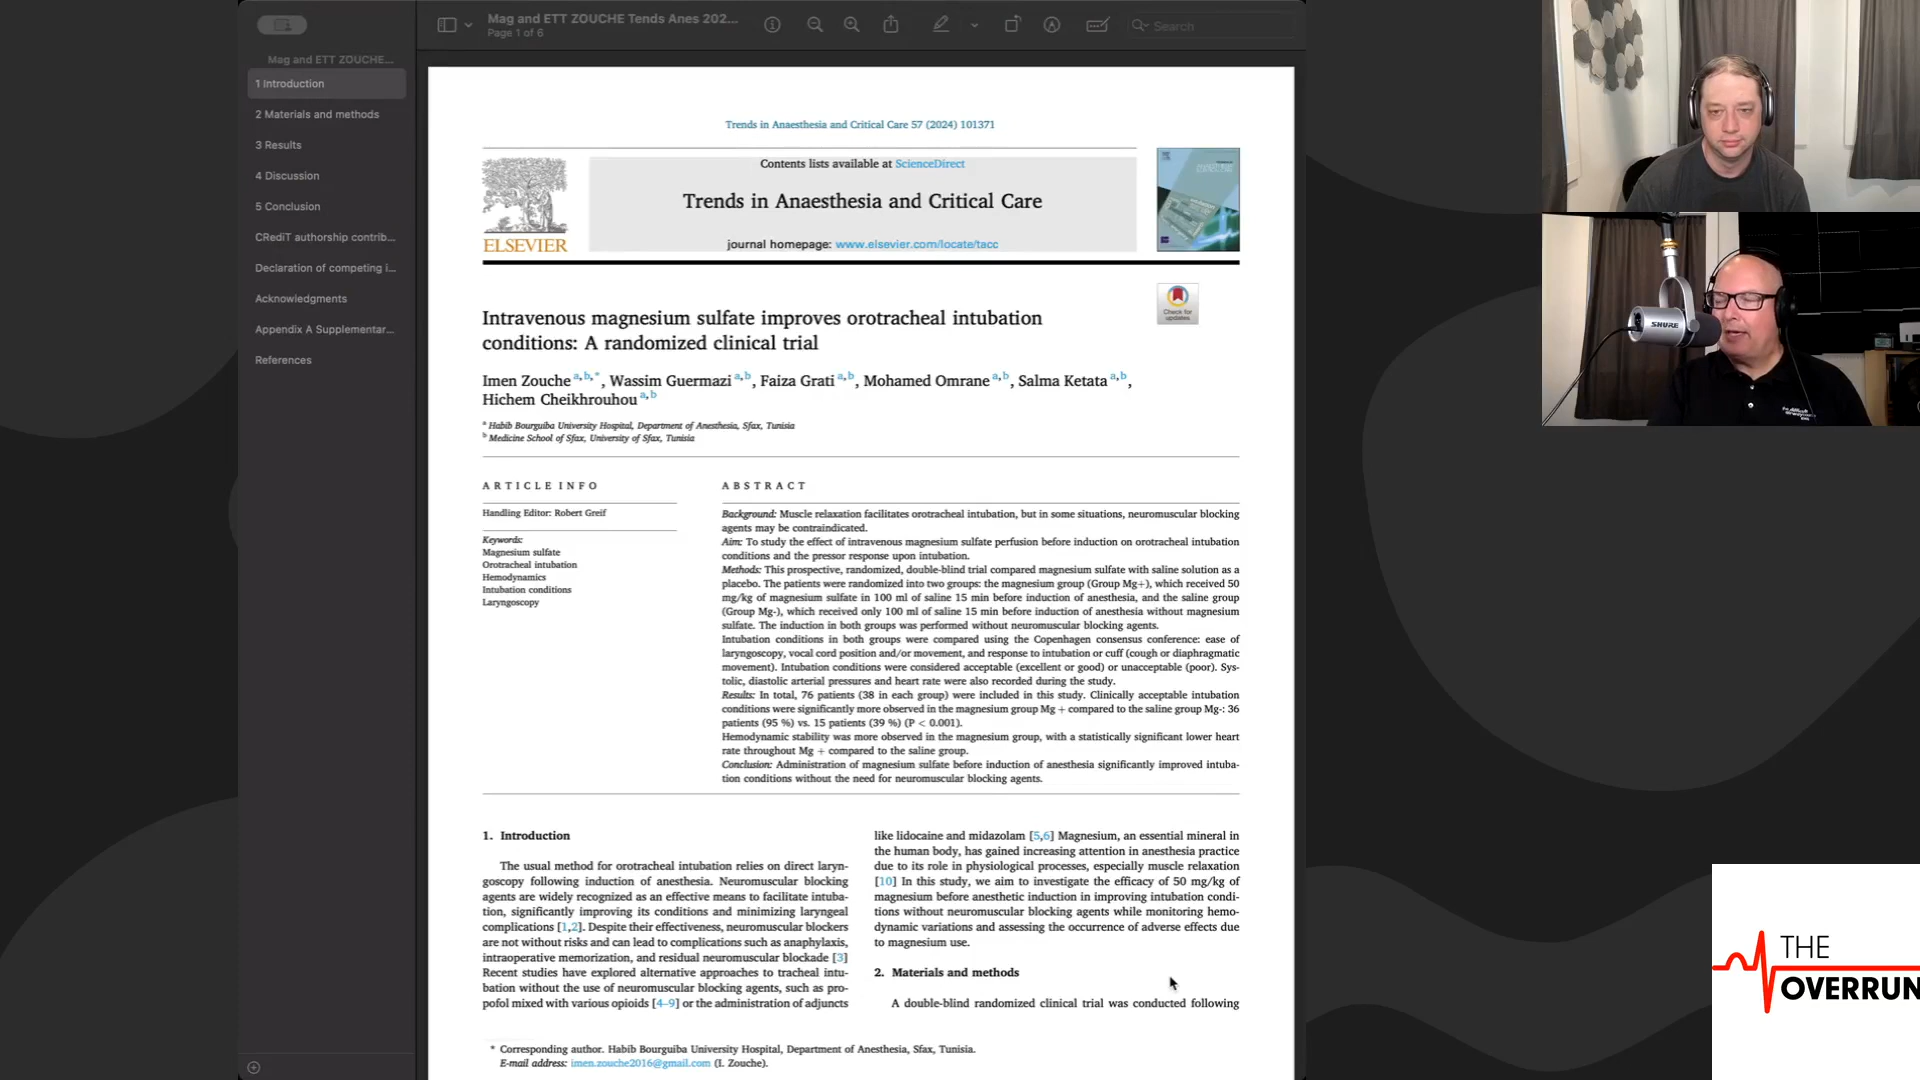 Mag and ETT ZOUCHE Tends Anes 202...
Page 1 of 6
Search
Mag and ETT ZOUCHE...
1 Introduction
2 Materials and methods
3 Results
4 Discussion
5 Conclusion
CRediT authorship contrib...
Declaration of competing i...
Acknowledgments
Appendix A Supplementar...
References
Trends in Anaesthesia and Critical Care 57 (2024) 101371
Contents lists available at ScienceDirect
Trends in Anaesthesia and Critical Care
journal homepage: www.elsevier.com/locate/tacc
ELSEVIER
Check for
updates
Intravenous magnesium sulfate improves orotracheal intubation
conditions: A randomized clinical trial
Imen Zouche a,b,*, Wassim Guermazi a,b, Faiza Grati a,b, Mohamed Omrane a,b, Salma Ketata a,b,
Hichem Cheikhrouhou a,b
a Habib Bourguiba University Hospital, Department of Anesthesia, Sfax, Tunisia
b Medicine School of Sfax, University of Sfax, Tunisia
ARTICLE INFO
Handling Editor: Robert Greif
Keywords:
Magnesium sulfate
Orotracheal intubation
Hemodynamics
Intubation conditions
Laryngoscopy
ABSTRACT
Background: Muscle relaxation facilitates orotracheal intubation, but in some situations, neuromuscular blocking
agents may be contraindicated.
Aim: To study the effect of intravenous magnesium sulfate perfusion before induction on orotracheal intubation
conditions and the pressor response upon intubation.
Methods: This prospective, randomized, double-blind trial compared magnesium sulfate with saline solution as a
placebo. The patients were randomized into two groups: the magnesium group (Group Mg+), which received 50
mg/kg of magnesium sulfate in 100 ml of saline 15 min before induction of anesthesia, and the saline group
(Group Mg-), which received only 100 ml of saline 15 min before induction of anesthesia without magnesium
sulfate. The induction in both groups was performed without neuromuscular blocking agents.
Intubation conditions in both groups were compared using the Copenhagen consensus conference: ease of
laryngoscopy, vocal cord position and/or movement, and response to intubation or cuff (cough or diaphragmatic
movement). Intubation conditions were considered acceptable (excellent or good) or unacceptable (poor). Sys-
tolic, diastolic arterial pressures and heart rate were also recorded during the study.
Results: In total, 76 patients (38 in each group) were included in this study. Clinically acceptable intubation
conditions were significantly more observed in the magnesium group Mg + compared to the saline group Mg-: 36
patients (95 %) vs. 15 patients (39 %) (P < 0.001).
Hemodynamic stability was more observed in the magnesium group, with a statistically significant lower heart
rate throughout Mg + compared to the saline group.
Conclusion: Administration of magnesium sulfate before induction of anesthesia significantly improved intuba-
tion conditions without the need for neuromuscular blocking agents.
1. Introduction
The usual method for orotracheal intubation relies on direct laryn-
goscopy following induction of anesthesia. Neuromuscular blocking
agents are widely recognized as an effective means to facilitate intuba-
tion, significantly improving its conditions and minimizing laryngeal
complications [1,2]. Despite their effectiveness, neuromuscular blockers
are not without risks and can lead to complications such as anaphylaxis,
intraoperative memorization, and residual neuromuscular blockade [3]
Recent studies have explored alternative approaches to tracheal intu-
bation without the use of neuromuscular blocking agents, such as pro-
pofol mixed with various opioids [4–9] or the administration of adjuncts
like lidocaine and midazolam [5,6] Magnesium, an essential mineral in
the human body, has gained increasing attention in anesthesia practice
due to its role in physiological processes, especially muscle relaxation
[10] In this study, we aim to investigate the efficacy of 50 mg/kg of
magnesium before anesthetic induction in improving intubation condi-
tions without neuromuscular blocking agents while monitoring hemo-
dynamic variations and assessing the occurrence of adverse effects due
to magnesium use.
2. Materials and methods
A double-blind randomized clinical trial was conducted following
* Corresponding author. Habib Bourguiba University Hospital, Department of Anesthesia, Sfax, Tunisia.
E-mail address: imen.zouche2016@gmail.com (I. Zouche).
SHURE
THE
OVERRUN